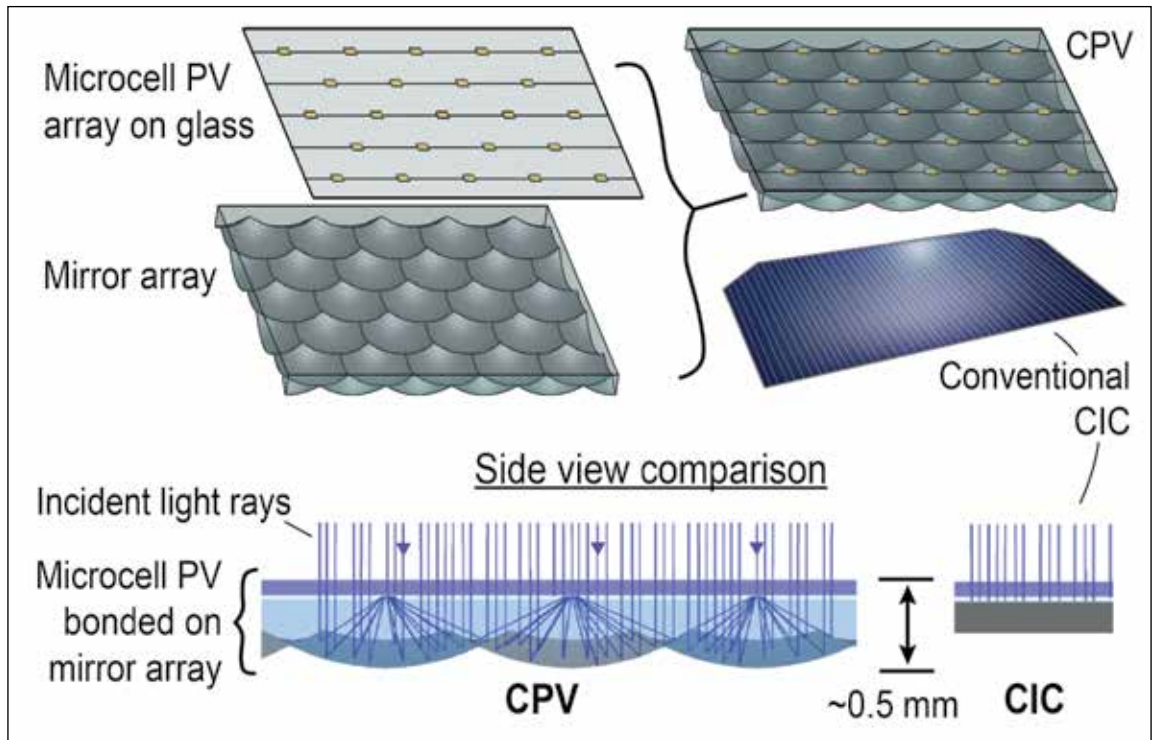 Microcell PV
array on glass
CPV
Mirror array
Conventional
CIC
Side view comparison
Incident light rays
Microcell PV
bonded on
mirror array
CPV
~0.5 mm
CIC